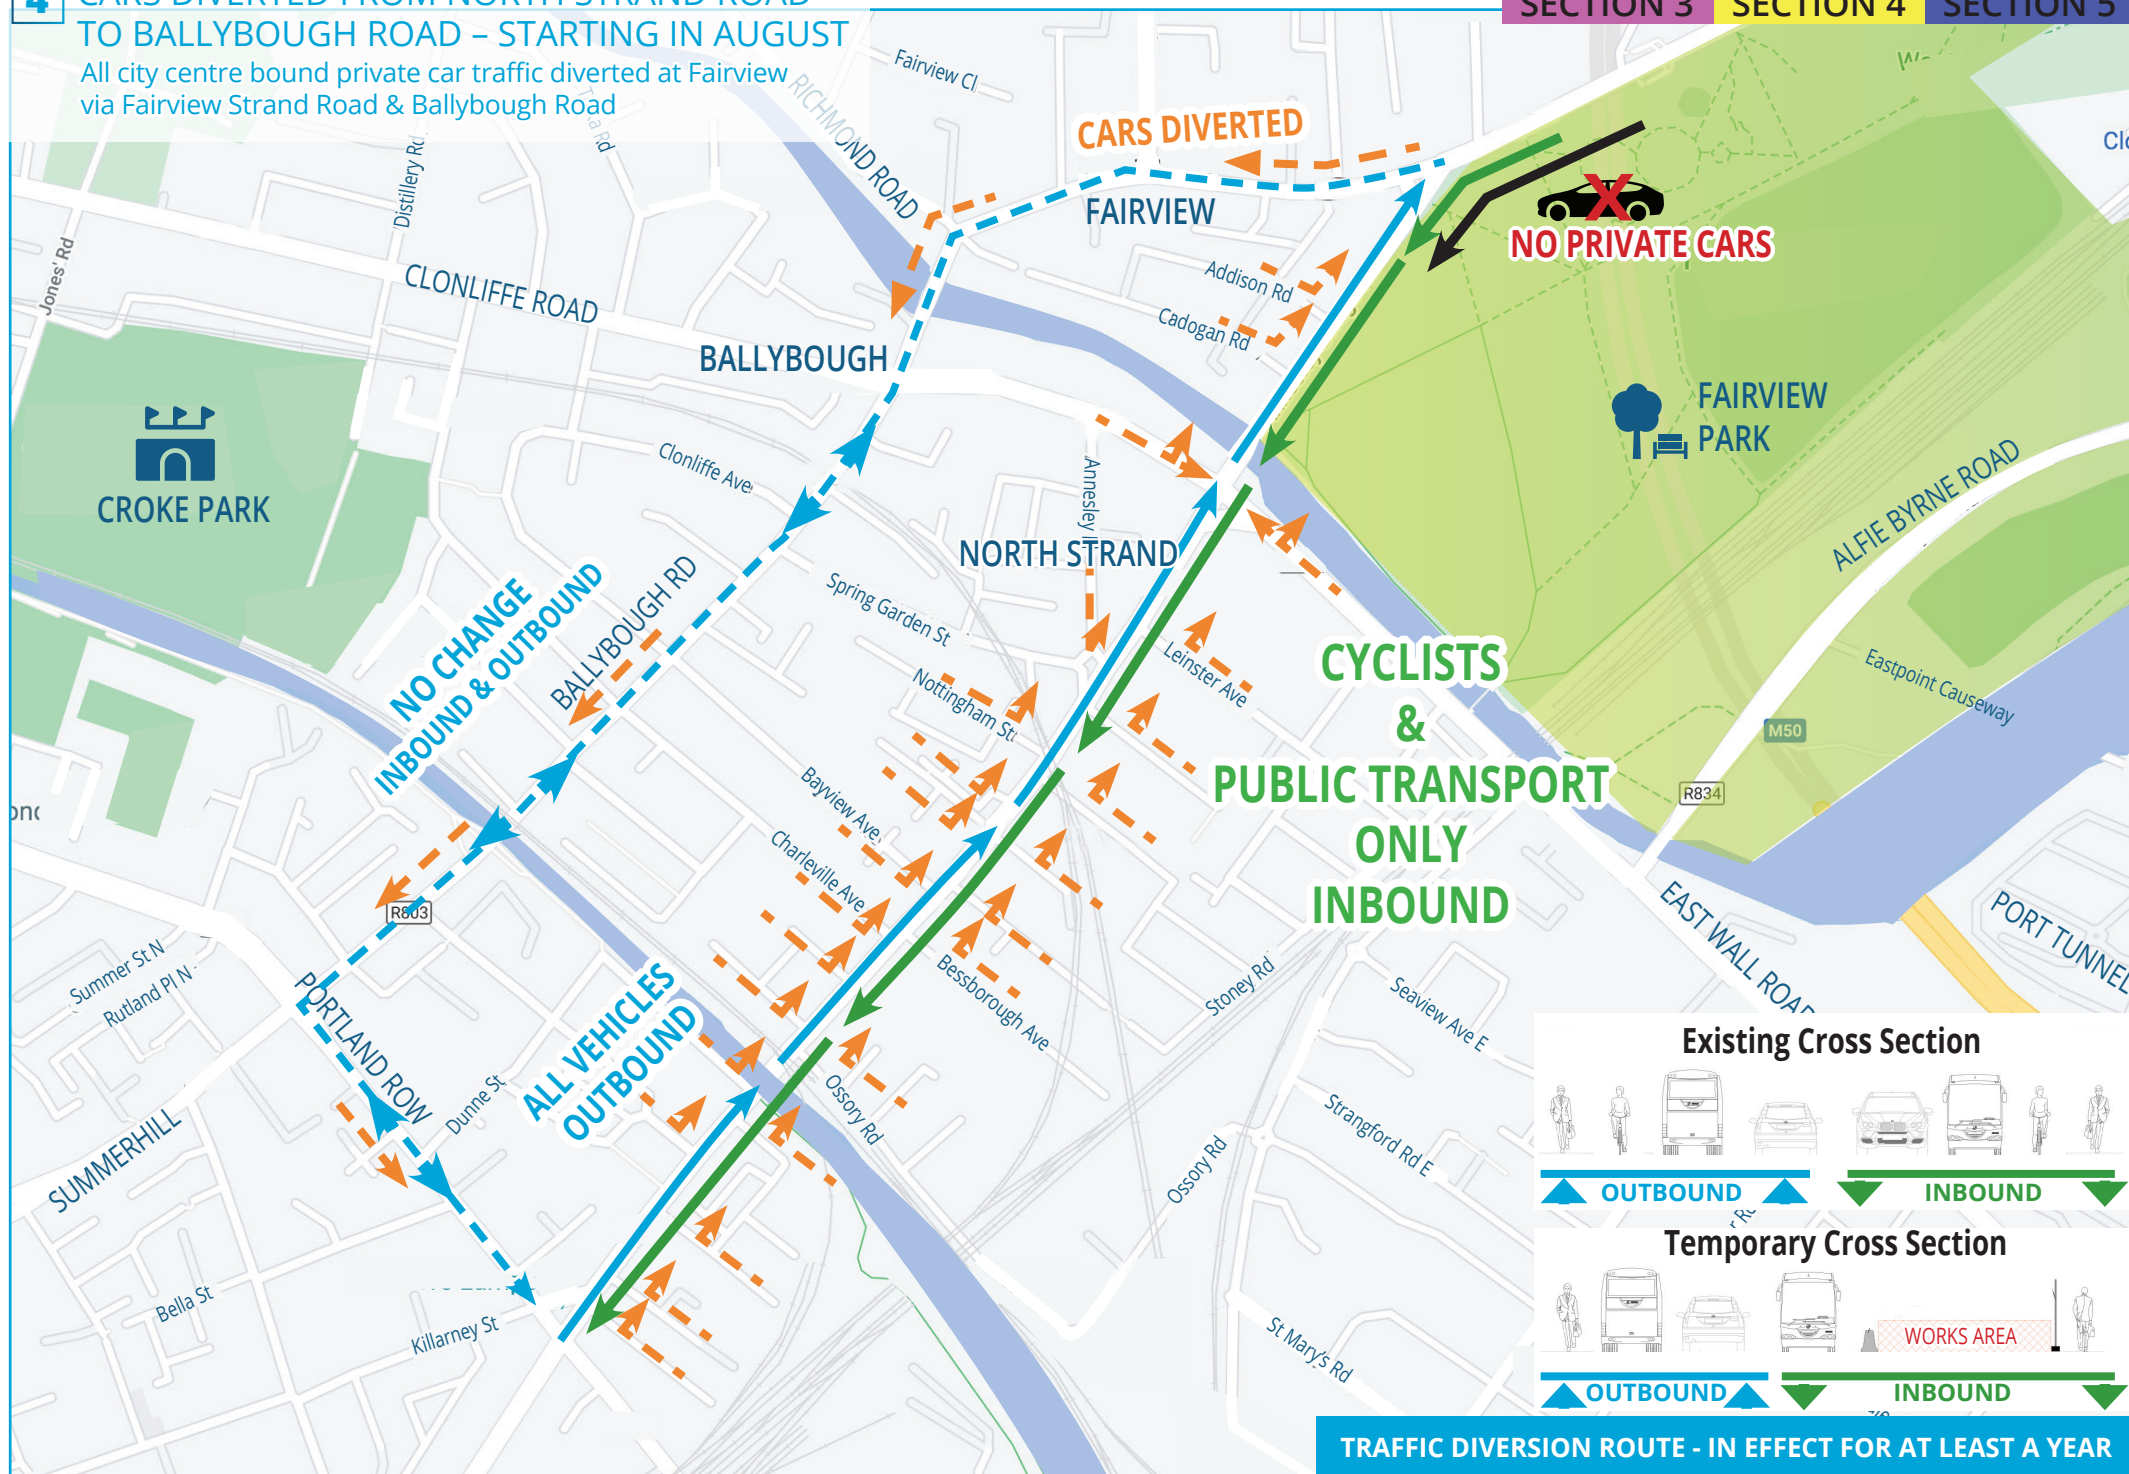 4
CARS DIVERTED FROM NORTH STRAND ROAD
TO BALLYBOUGH ROAD – STARTING IN AUGUST
All city centre bound private car traffic diverted at Fairview
via Fairview Strand Road & Ballybough Road
SECTION 3
SECTION 4
SECTION 5
Fairview Cl
RICHMOND ROAD
Distillery Rd
CARS DIVERTED
FAIRVIEW
NO PRIVATE CARS
X
Jones' Rd
CLONLIFFE ROAD
Addison Rd
Cadogan Rd
BALLYBOUGH
FAIRVIEW
PARK
CROKE PARK
Clonliffe Ave
Annesley
NORTH STRAND
ALFIE BYRNE ROAD
NO CHANGE
INBOUND & OUTBOUND
BALLYBOUGH RD
Spring Garden St
Leinster Ave
Nottingham St
CYCLISTS
&
PUBLIC TRANSPORT
ONLY
INBOUND
Eastpoint Causeway
M50
R834
Bayview Ave
Charleville Ave
R803
EAST WALL ROAD
PORT TUNNEL
Summer St N
Rutland Pl N
PORTLAND ROW
ALL VEHICLES
OUTBOUND
Bessborough Ave
Stoney Rd
Seaview Ave E
Dunne St
SUMMERHILL
Ossory Rd
Ossory Rd
Strangford Rd E
Bella St
Killarney St
St Mary's Rd
Existing Cross Section
OUTBOUND
INBOUND
Temporary Cross Section
WORKS AREA
OUTBOUND
INBOUND
TRAFFIC DIVERSION ROUTE - IN EFFECT FOR AT LEAST A YEAR